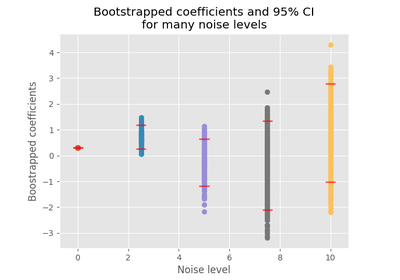 Bootstrapped coefficients and 95% CI
for many noise levels
Boostrapped coefficients
4
3
2
1
0
−1
−2
−3
0 2 4 6 8 10
Noise level